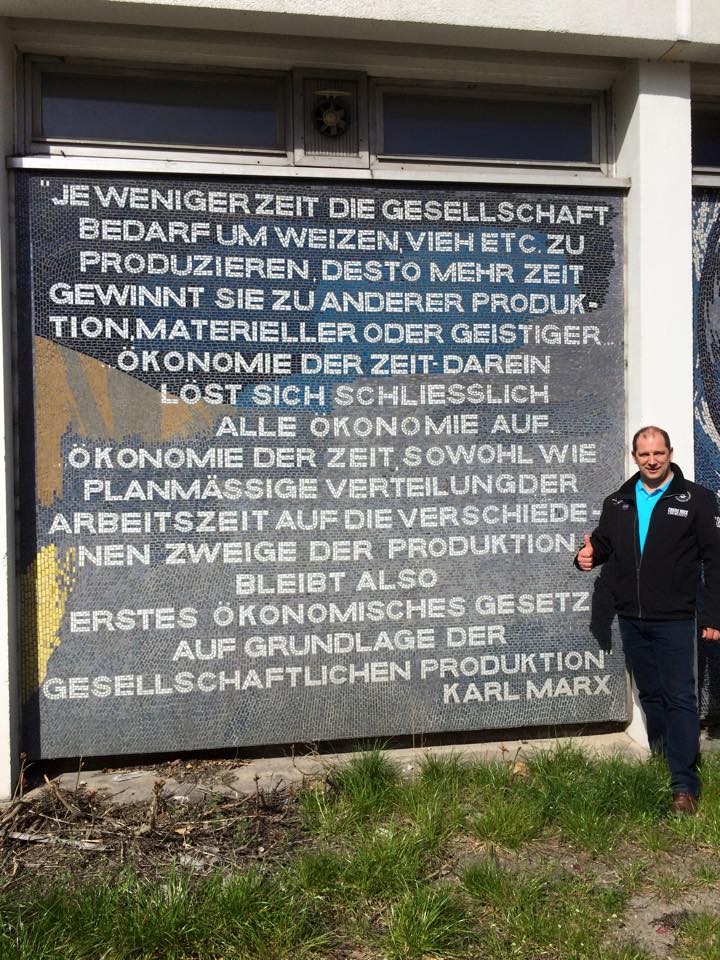 "JE WENIGER ZEIT DIE GESELLSCHAFT
BEDARF UM WEIZEN, VIEH ETC. ZU
PRODUZIEREN, DESTO MEHR ZEIT
GEWINNT SIE ZU ANDERER PRODUK-
TION, MATERIELLER ODER GEISTIGER...
...ÖKONOMIE DER ZEIT-DAREIN
LÖST SICH SCHLIESSLICH
ALLE ÖKONOMIE AUF...
...ÖKONOMIE DER ZEIT, SOWOHL WIE
PLANMÄSSIGE VERTEILUNG DER
ARBEITSZEIT AUF DIE VERSCHIEDE-
NEN ZWEIGE DER PRODUKTION-
BLEIBT ALSO
ERSTES ÖKONOMISCHES GESETZ
AUF GRUNDLAGE DER
GESELLSCHAFTLICHEN PRODUKTION"
KARL MARX